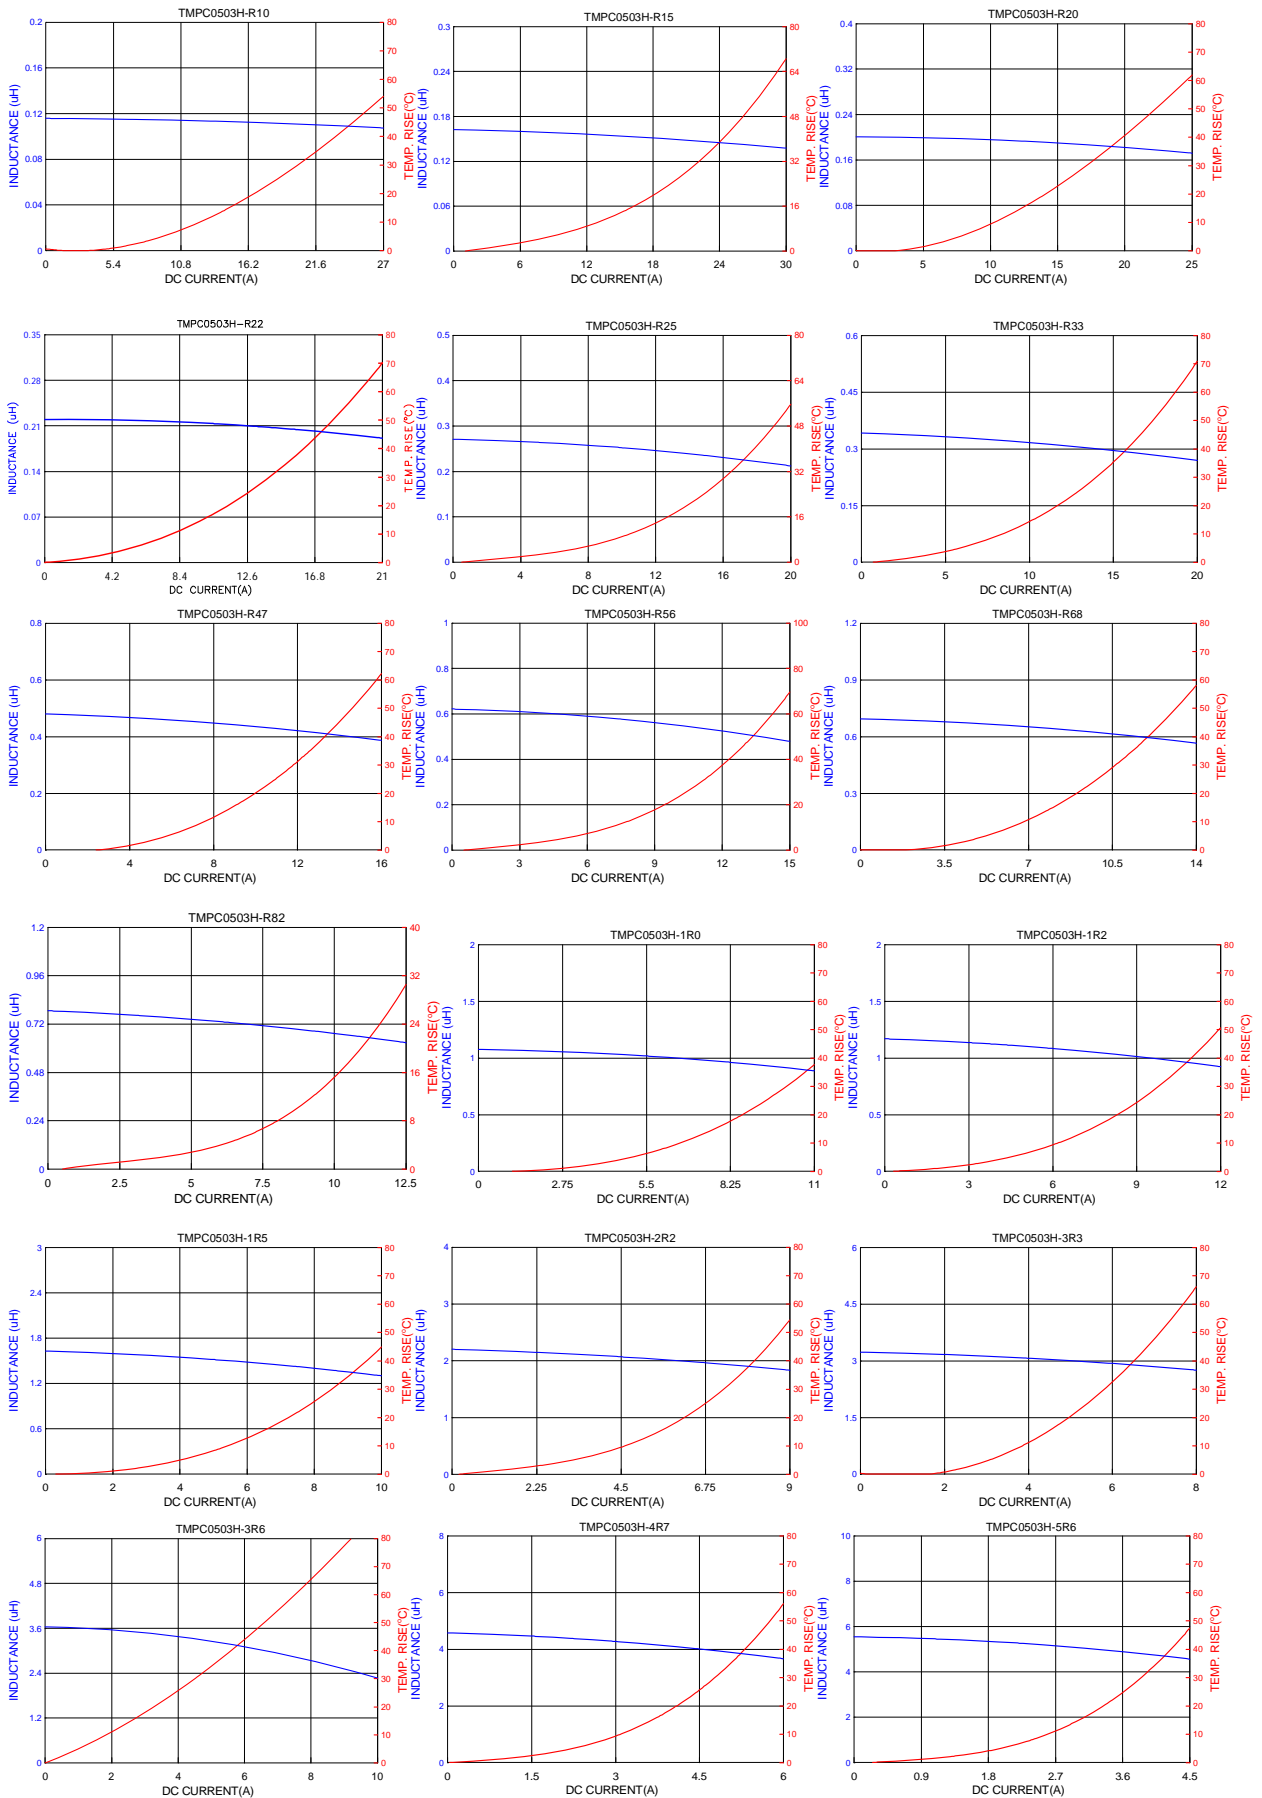 TMPC0503H-R10
0.2
0.16
0.12
0.08
0.04
0
INDUCTANCE (uH)
80
70
60
50
40
30
20
10
0
TEMP. RISE(°C)
0 5.4 10.8 16.2 21.6 27
DC CURRENT(A)
TMPC0503H-R15
0.3
0.24
0.18
0.12
0.06
0
INDUCTANCE (uH)
80
64
48
32
16
0
TEMP. RISE(°C)
0 6 12 18 24 30
DC CURRENT(A)
TMPC0503H-R20
0.4
0.32
0.24
0.16
0.08
0
INDUCTANCE (uH)
80
70
60
50
40
30
20
10
0
TEMP. RISE(°C)
0 5 10 15 20 25
DC CURRENT(A)
TMPC0503H-R22
0.35
0.28
0.21
0.14
0.07
0
INDUCTANCE (uH)
80
70
60
50
40
30
20
10
0
TEMP. RISE(°C)
0 4.2 8.4 12.6 16.8 21
DC CURRENT(A)
TMPC0503H-R25
0.5
0.4
0.3
0.2
0.1
0
INDUCTANCE (uH)
80
64
48
32
16
0
TEMP. RISE(°C)
0 4 8 12 16 20
DC CURRENT(A)
TMPC0503H-R33
0.6
0.45
0.3
0.15
0
INDUCTANCE (uH)
80
70
60
50
40
30
20
10
0
TEMP. RISE(°C)
0 5 10 15 20
DC CURRENT(A)
TMPC0503H-R47
0.8
0.6
0.4
0.2
0
INDUCTANCE (uH)
80
70
60
50
40
30
20
10
0
TEMP. RISE(°C)
0 4 8 12 16
DC CURRENT(A)
TMPC0503H-R56
1
0.8
0.6
0.4
0.2
0
INDUCTANCE (uH)
100
80
60
40
20
0
TEMP. RISE(°C)
0 3 6 9 12 15
DC CURRENT(A)
TMPC0503H-R68
1.2
0.9
0.6
0.3
0
INDUCTANCE (uH)
80
70
60
50
40
30
20
10
0
TEMP. RISE(°C)
0 3.5 7 10.5 14
DC CURRENT(A)
TMPC0503H-R82
1.2
0.96
0.72
0.48
0.24
0
INDUCTANCE (uH)
40
32
24
16
8
0
TEMP. RISE(°C)
0 2.5 5 7.5 10 12.5
DC CURRENT(A)
TMPC0503H-1R0
2
1.5
1
0.5
0
INDUCTANCE (uH)
80
70
60
50
40
30
20
10
0
TEMP. RISE(°C)
0 2.75 5.5 8.25 11
DC CURRENT(A)
TMPC0503H-1R2
2
1.5
1
0.5
0
INDUCTANCE (uH)
80
70
60
50
40
30
20
10
0
TEMP. RISE(°C)
0 3 6 9 12
DC CURRENT(A)
TMPC0503H-1R5
3
2.4
1.8
1.2
0.6
0
INDUCTANCE (uH)
80
70
60
50
40
30
20
10
0
TEMP. RISE(°C)
0 2 4 6 8 10
DC CURRENT(A)
TMPC0503H-2R2
4
3
2
1
0
INDUCTANCE (uH)
80
70
60
50
40
30
20
10
0
TEMP. RISE(°C)
0 2.25 4.5 6.75 9
DC CURRENT(A)
TMPC0503H-3R3
6
4.5
3
1.5
0
INDUCTANCE (uH)
80
70
60
50
40
30
20
10
0
TEMP. RISE(°C)
0 2 4 6 8
DC CURRENT(A)
TMPC0503H-3R6
6
4.8
3.6
2.4
1.2
0
INDUCTANCE (uH)
80
70
60
50
40
30
20
10
0
TEMP. RISE(°C)
0 2 4 6 8 10
DC CURRENT(A)
TMPC0503H-4R7
8
6
4
2
0
INDUCTANCE (uH)
80
70
60
50
40
30
20
10
0
TEMP. RISE(°C)
0 1.5 3 4.5 6
DC CURRENT(A)
TMPC0503H-5R6
10
8
6
4
2
0
INDUCTANCE (uH)
80
70
60
50
40
30
20
10
0
TEMP. RISE(°C)
0 0.9 1.8 2.7 3.6 4.5
DC CURRENT(A)